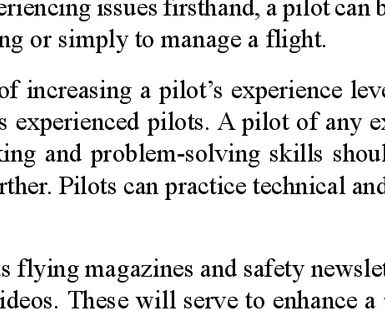 eriencing issues firsthand, a pilot can b
ng or simply to manage a flight.
of increasing a pilot’s experience leve
s experienced pilots. A pilot of any ex
king and problem-solving skills shoul
rther. Pilots can practice technical and
s flying magazines and safety newslet
ideos. These will serve to enhance a